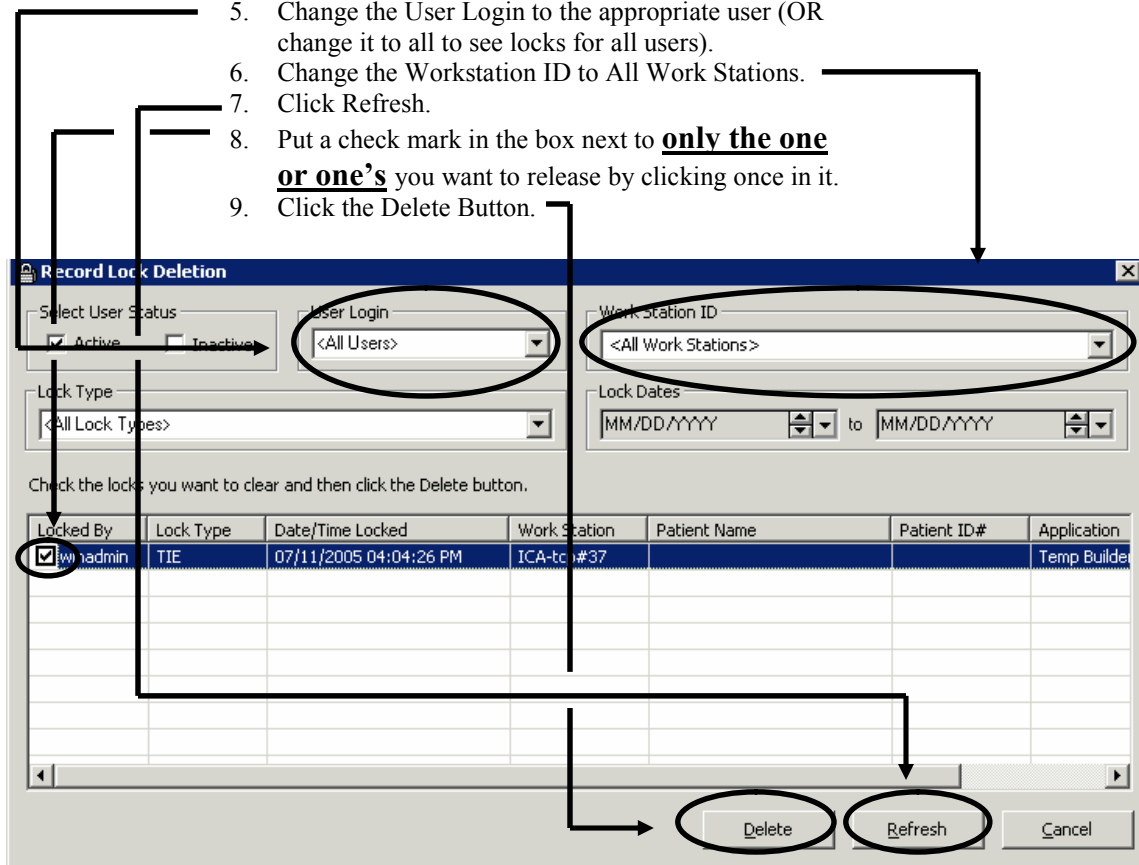 5. Change the User Login to the appropriate user (OR
change it to all to see locks for all users).
6. Change the Workstation ID to All Work Stations.
7. Click Refresh.
8. Put a check mark in the box next to only the one
or one’s you want to release by clicking once in it.
9. Click the Delete Button.
Record Lock Deletion
Select User Status
User Login
Work Station ID
Active
Inactive
<All Users>
<All Work Stations>
Lock Type
Lock Dates
<All Lock Types>
MM/DD/YYYY to MM/DD/YYYY
Check the locks you want to clear and then click the Delete button.
Locked By Lock Type Date/Time Locked Work Station Patient Name Patient ID# Application
TIE 07/11/2005 04:04:26 PM Temp Builder
Delete Refresh Cancel